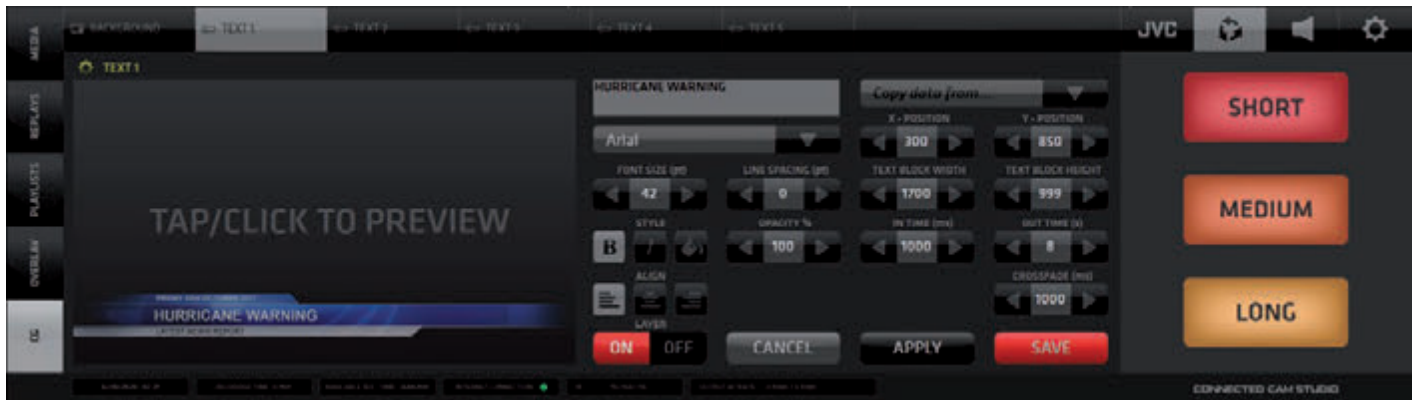 MEDIA
REPLAYS
PLAYLISTS
OVERLAY
CG
BACKGROUND
TEXT 1
TEXT 2
TEXT 3
TEXT 4
TEXT 5
JVC
TEXT 1
TAP/CLICK TO PREVIEW
HURRICANE WARNING
LATEST NEWS REPORT
HURRICANE WARNING
Copy data from...
Arial
X - POSITION
300
Y - POSITION
850
FONT SIZE (pt)
42
LINE SPACING (pt)
0
TEXT BLOCK WIDTH
1700
TEXT BLOCK HEIGHT
999
STYLE
B I
OPACITY %
100
IN TIME (ms)
1000
OUT TIME (s)
8
ALIGN
CROSSFADE (ms)
1000
LAYER
ON OFF
CANCEL
APPLY
SAVE
SHORT
MEDIUM
LONG
CONNECTED CAM STUDIO